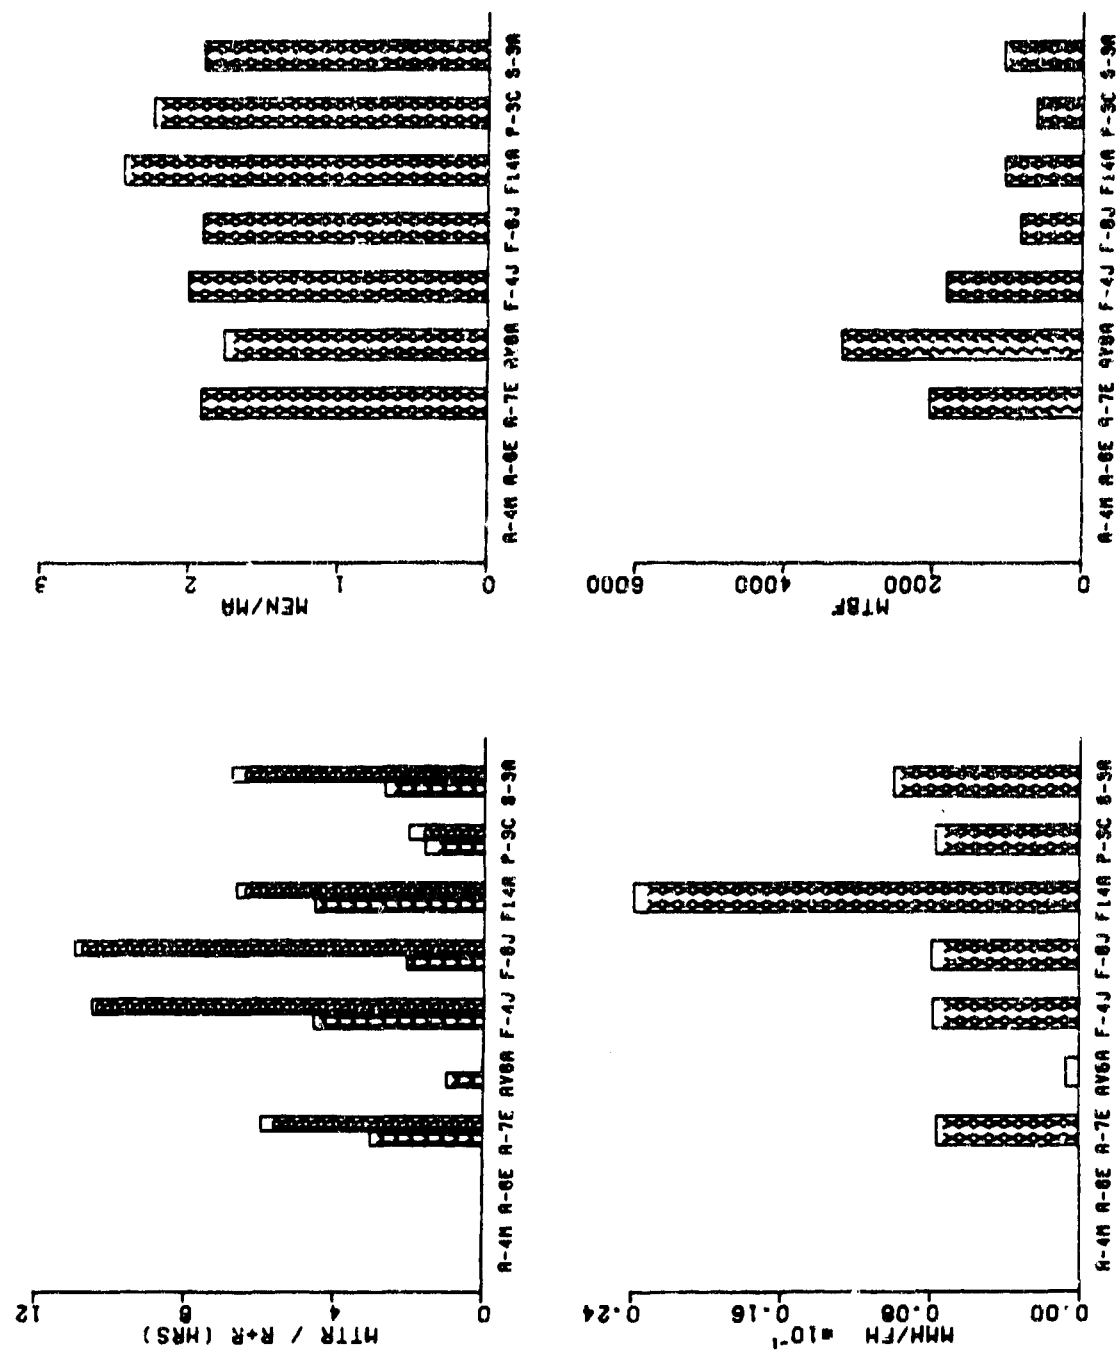 MTTR / R+R (HRS)
12
8
4
0
A-4M A-6E A-7E AV8A F-4J F-8J F14A P-3C S-3A
MEN/MA
3
2
1
0
A-4M A-6E A-7E AV8A F-4J F-8J F14A P-3C S-3A
MMH/FH *10⁻¹
0.24
0.16
0.08
0.00
A-4M A-6E A-7E AV8A F-4J F-8J F14A P-3C S-3A
MTBF
6000
4000
2000
0
A-4M A-6E A-7E AV8A F-4J F-8J F14A P-3C S-3A